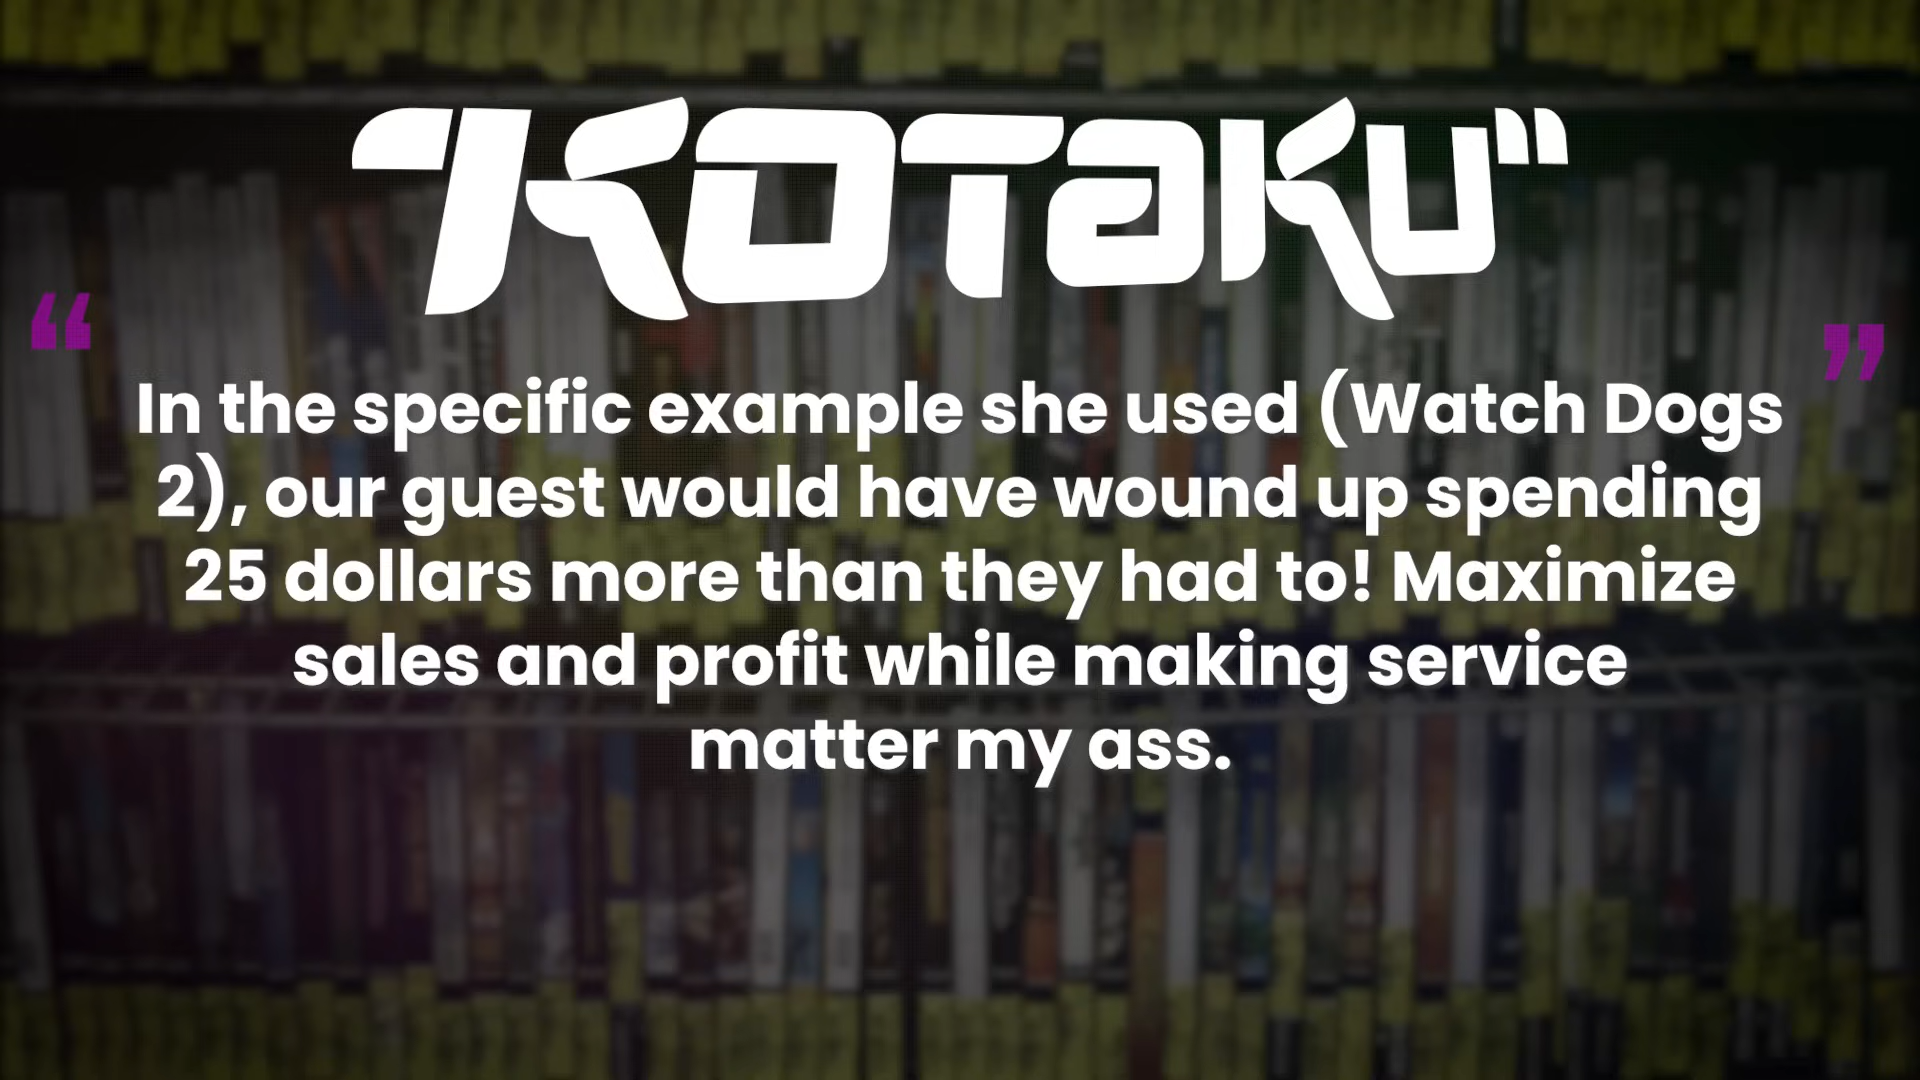 KOTAKU
“
”
In the specific example she used (Watch Dogs
2), our guest would have wound up spending
25 dollars more than they had to! Maximize
sales and profit while making service
matter my ass.